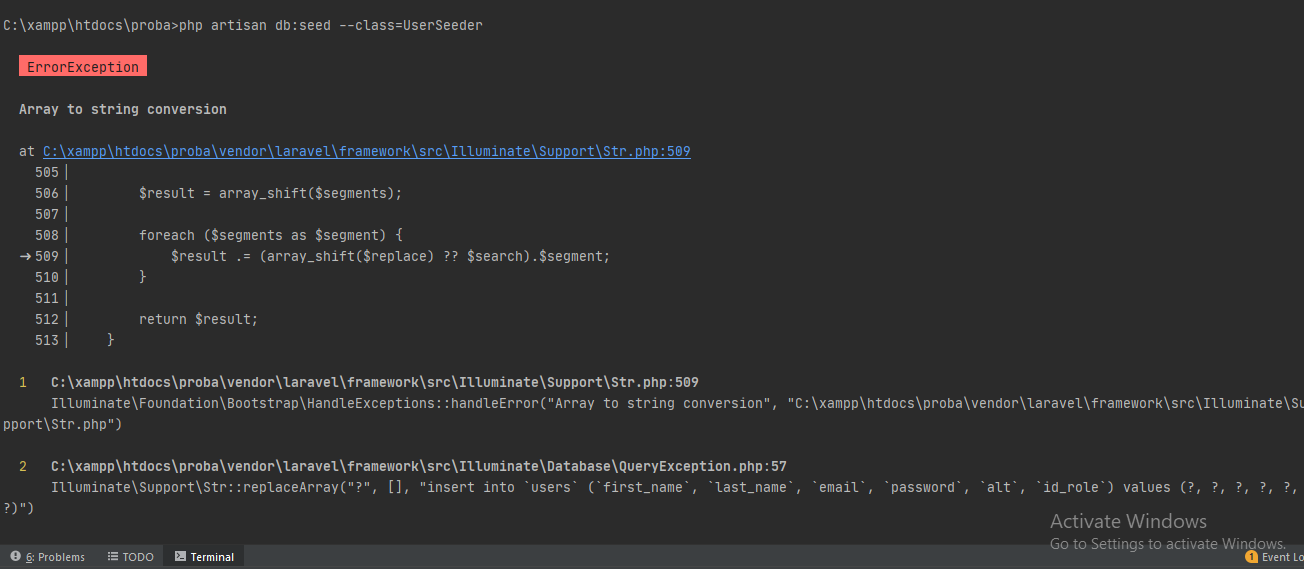 C:\xampp\htdocs\proba>php artisan db:seed --class=UserSeeder
ErrorException
Array to string conversion
at C:\xampp\htdocs\proba\vendor\laravel\framework\src\Illuminate\Support\Str.php:509
505|
506|         $result = array_shift($segments);
507|
508|         foreach ($segments as $segment) {
→ 509|             $result .= (array_shift($replace) ?? $search).$segment;
510|         }
511|
512|         return $result;
513|     }
1   C:\xampp\htdocs\proba\vendor\laravel\framework\src\Illuminate\Support\Str.php:509
Illuminate\Foundation\Bootstrap\HandleExceptions::handleError("Array to string conversion", "C:\xampp\htdocs\proba\vendor\laravel\framework\src\Illuminate\Su
pport\Str.php")
2   C:\xampp\htdocs\proba\vendor\laravel\framework\src\Illuminate\Database\QueryException.php:57
Illuminate\Support\Str::replaceArray("?", [], "insert into `users` (`first_name`, `last_name`, `email`, `password`, `alt`, `id_role`) values (?, ?, ?, ?, ?,
?)")
Activate Windows
Go to Settings to activate Windows.
6: Problems TODO Terminal 1 Event Lo